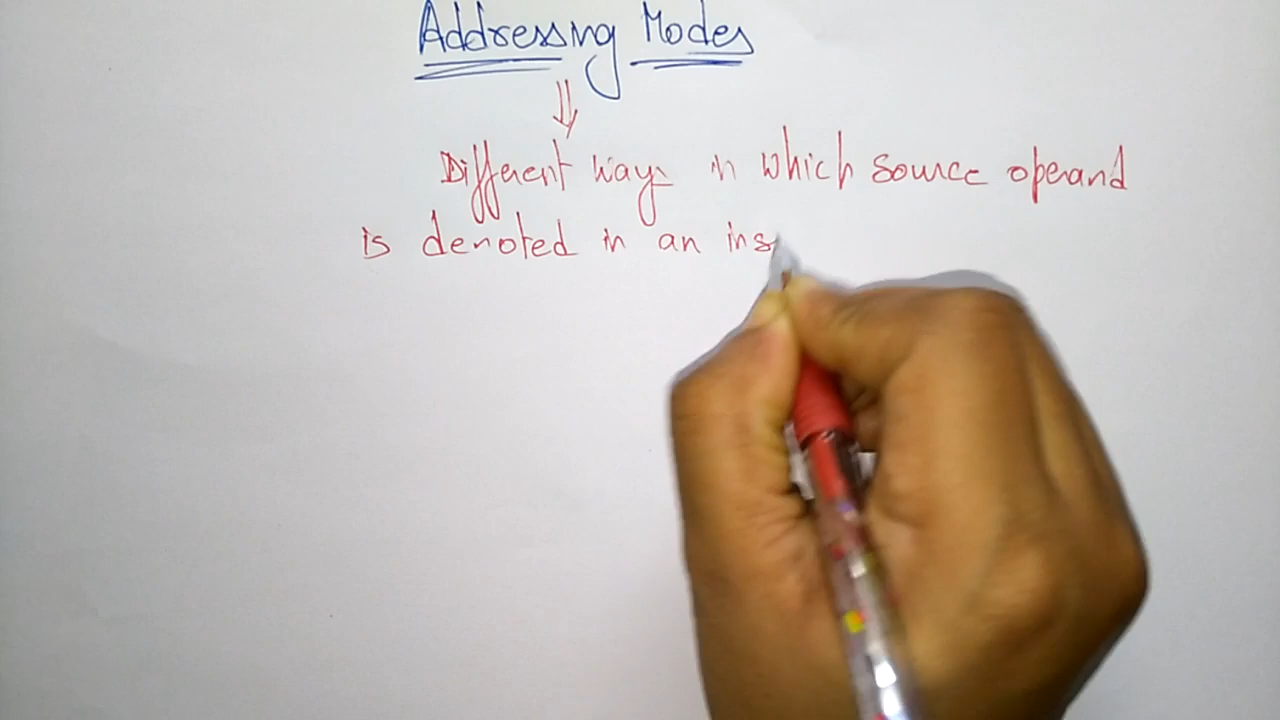 Addressing Modes
Different ways in which source operand
is denoted in an ins